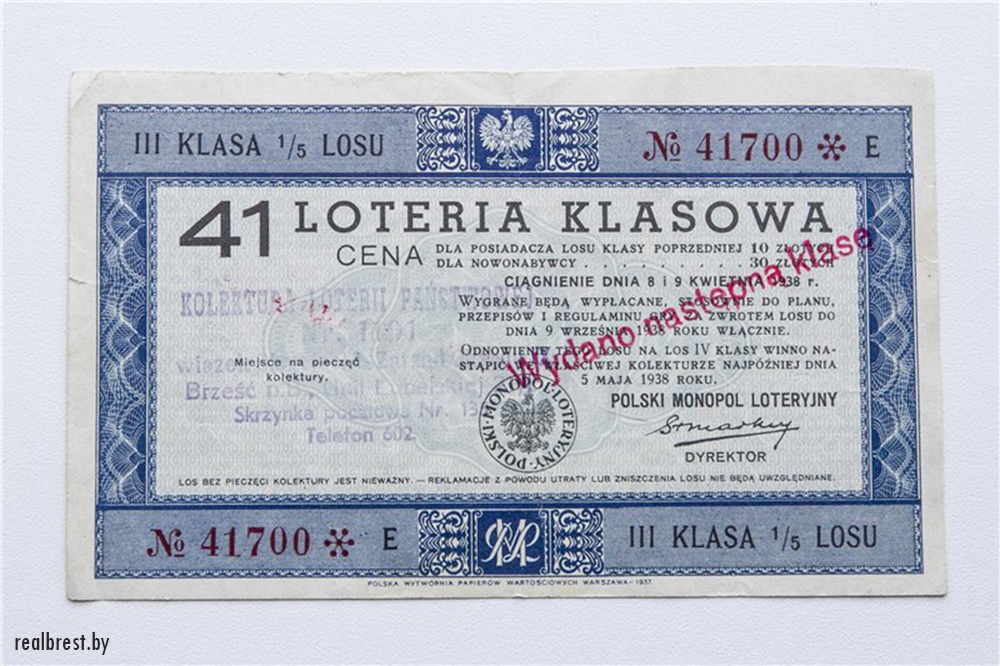 III KLASA 1/5 LOSU
№ 41700 * E
41 LOTERIA KLASOWA
CENA DLA POSIADACZA LOSU KLASY POPRZEDNIEJ 10 ZŁOTYCH
DLA NOWONABYWCY . . . . . . . . . . 30 ZŁOTYCH
CIĄGNIENIE DNIA 8 i 9 KWIETNIA 1938 r.
WYGRANE BĘDĄ WYPŁACANE, STOSOWNIE DO PLANU,
PRZEPISÓW I REGULAMINU GRY, ZA ZWROTEM LOSU DO
DNIA 9 WRZEŚNIA 1938 ROKU WŁĄCZNIE.
ODNOWIENIE TEGO LOSU NA LOS IV KLASY WINNO NA-
STĄPIĆ WE WŁAŚCIWEJ KOLEKTURZE NAJPÓŹNIEJ DNIA
5 MAJA 1938 ROKU.
POLSKI MONOPOL LOTERYJNY
DYREKTOR
Wydano następną klasę
KOLEKTURA LOTERII PAŃSTWOWEJ
Miejsce na pieczęć
kolektury.
Brześć
Skrzynka pocztowa Nr.
Telefon 602
POLSKI·MONOPOL·LOTERYJNY
LOS BEZ PIECZĘCI KOLEKTURY JEST NIEWAŻNY. — REKLAMACJE Z POWODU UTRATY LUB ZNISZCZENIA LOSU NIE BĘDĄ UWZGLĘDNIANE.
№ 41700 * E
III KLASA 1/5 LOSU
POLSKA WYTWÓRNIA PAPIERÓW WARTOŚCIOWYCH WARSZAWA—1937.
realbrest.by